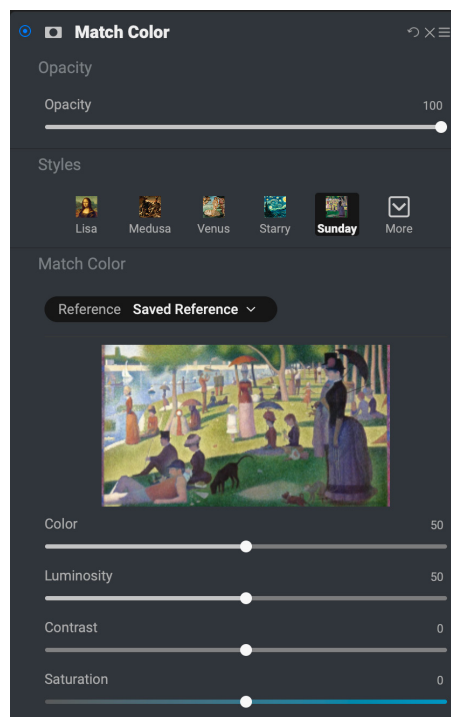 Match Color
Opacity
Opacity 100
Styles
Lisa Medusa Venus Starry Sunday More
Match Color
Reference Saved Reference
Color 50
Luminosity 50
Contrast 0
Saturation 0